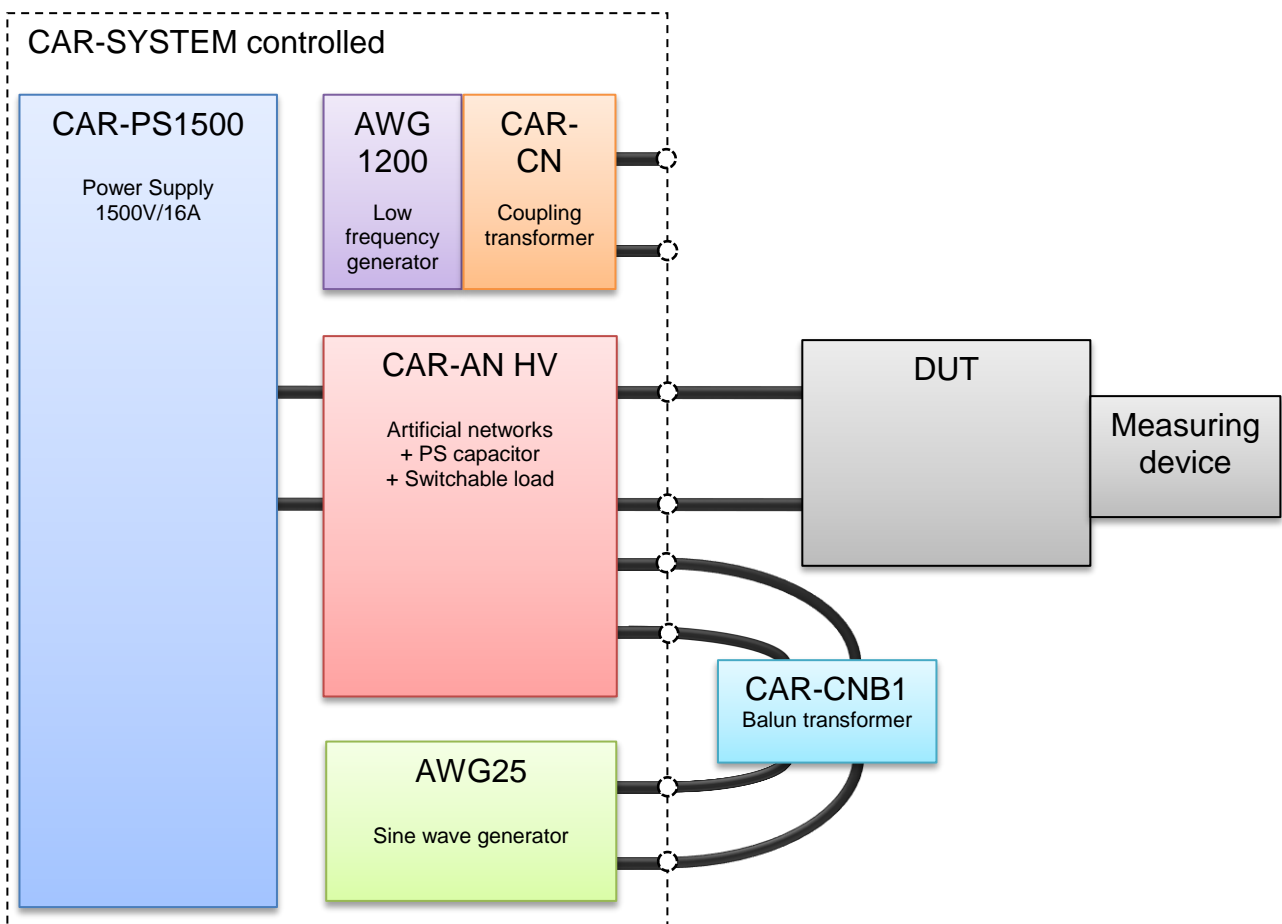 CAR-SYSTEM controlled
CAR-PS1500
Power Supply
1500V/16A
AWG
1200
Low
frequency
generator
CAR-
CN
Coupling
transformer
CAR-AN HV
Artificial networks
+ PS capacitor
+ Switchable load
DUT
Measuring
device
CAR-CNB1
Balun transformer
AWG25
Sine wave generator